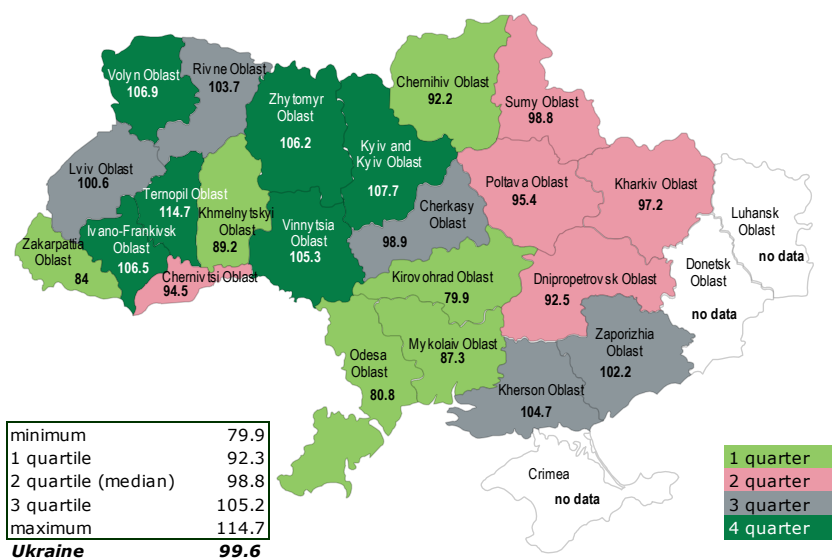 Volyn Oblast
106.9
Rivne Oblast
103.7
Zhytomyr
Oblast
106.2
Kyiv and
Kyiv Oblast
107.7
Chernihiv Oblast
92.2
Sumy Oblast
98.8
Lviv Oblast
100.6
Ternopil Oblast
114.7
Khmelnytskyi
Oblast
89.2
Vinnytsia
Oblast
105.3
Cherkasy
Oblast
98.9
Poltava Oblast
95.4
Kharkiv Oblast
97.2
Luhansk
Oblast
no data
Zakarpattia
Oblast
84
Ivano-Frankivsk
Oblast
106.5
Chernivtsi Oblast
94.5
Kirovohrad Oblast
79.9
Dnipropetrovsk Oblast
92.5
Donetsk
Oblast
no data
Odesa
Oblast
80.8
Mykolaiv Oblast
87.3
Kherson Oblast
104.7
Zaporizhia
Oblast
102.2
Crimea
no data
minimum 79.9
1 quartile 92.3
2 quartile (median) 98.8
3 quartile 105.2
maximum 114.7
Ukraine 99.6
1 quarter
2 quarter
3 quarter
4 quarter